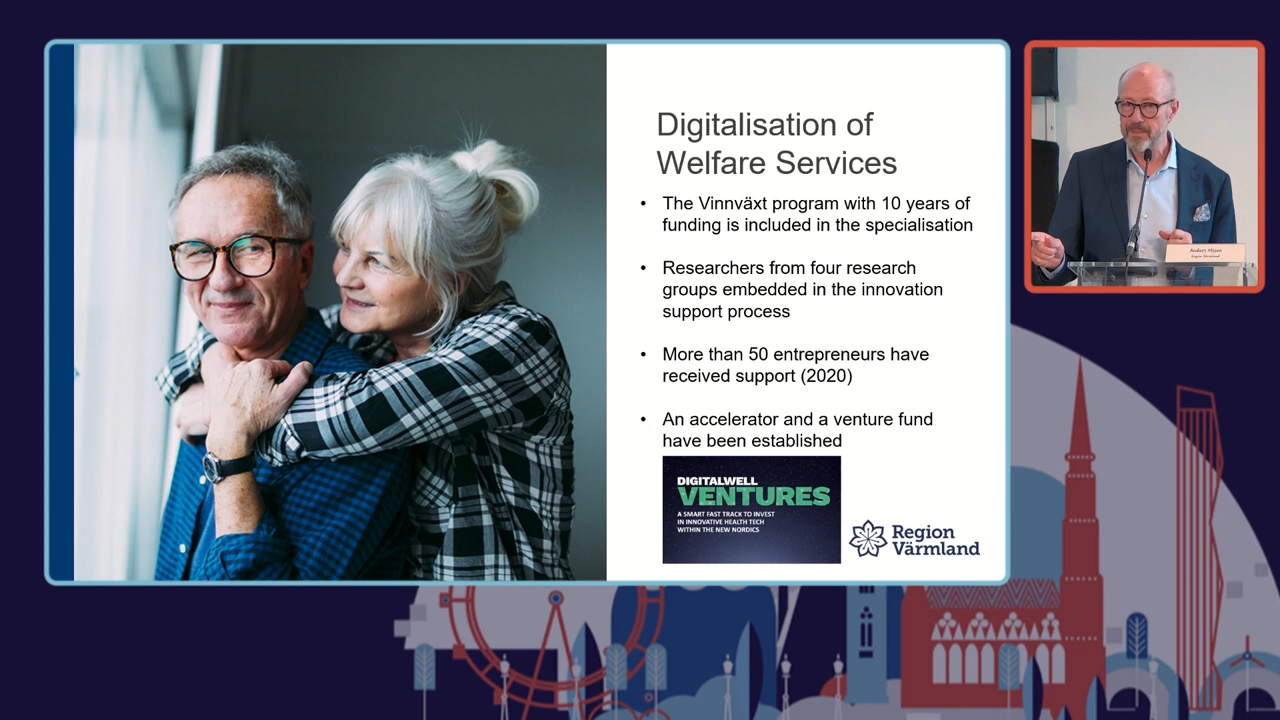 Digitalisation of
Welfare Services
• The Vinnväxt program with 10 years of
funding is included in the specialisation
• Researchers from four research
groups embedded in the innovation
support process
• More than 50 entrepreneurs have
received support (2020)
• An accelerator and a venture fund
have been established
DIGITALWELL
VENTURES
A SMART FAST TRACK TO INVEST
IN INNOVATIVE HEALTH TECH
WITHIN THE NEW NORDICS
Region
Värmland
Anders
Region Värmland